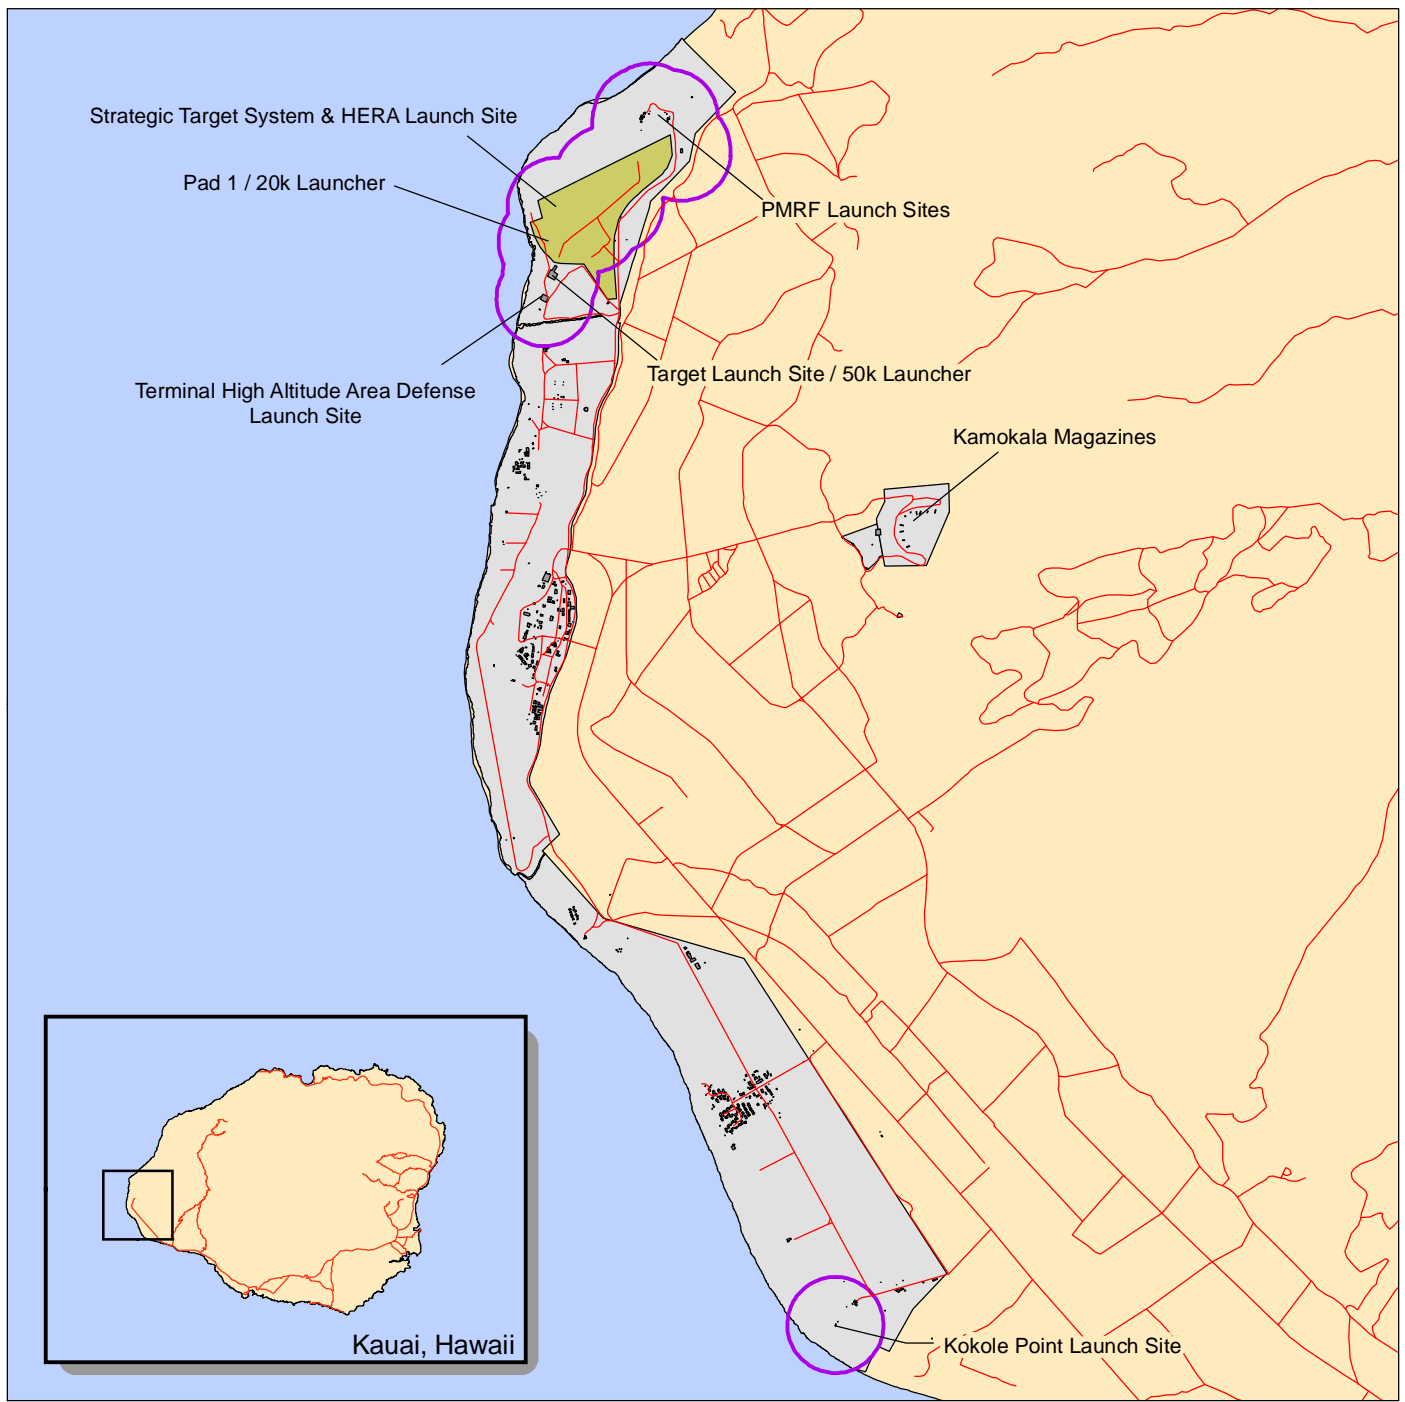 Strategic Target System & HERA Launch Site
Pad 1 / 20k Launcher
PMRF Launch Sites
Target Launch Site / 50k Launcher
Terminal High Altitude Area Defense
Launch Site
Kamokala Magazines
Kokole Point Launch Site
Kauai, Hawaii